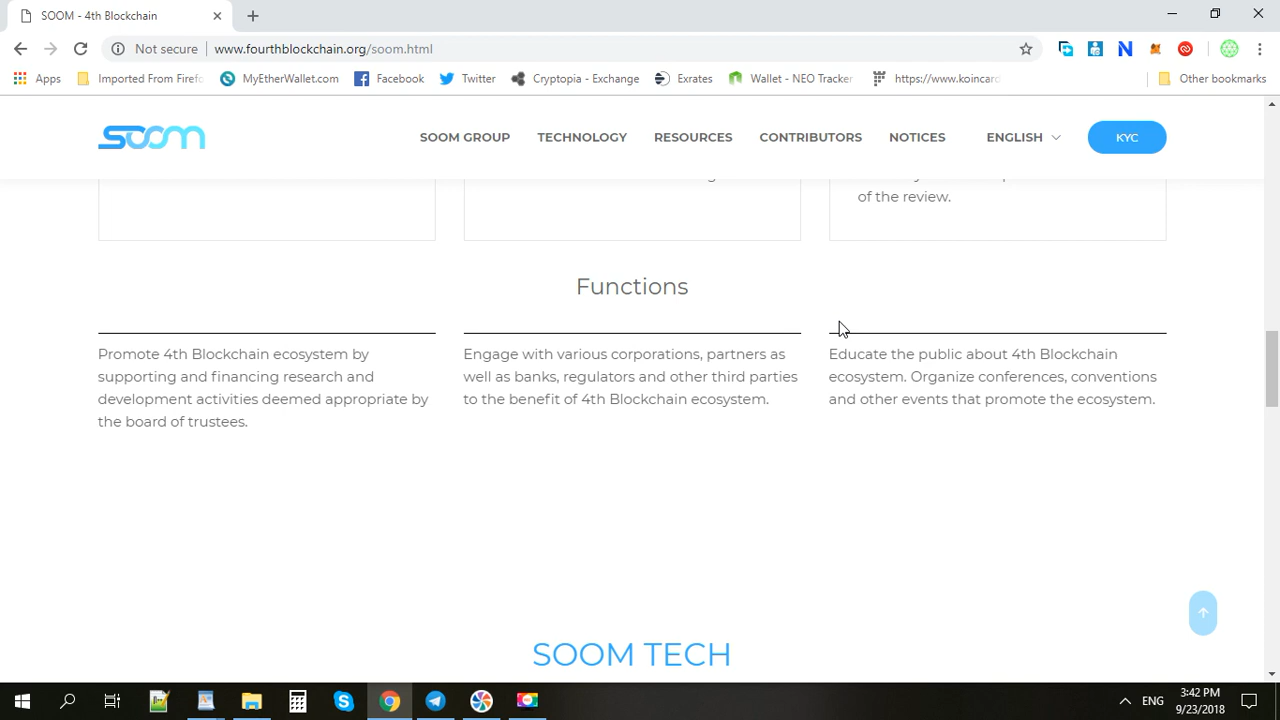 SOOM - 4th Blockchain
Not secure
www.fourthblockchain.org/soom.html
Apps
Imported From Firefo
MyEtherWallet.com
Facebook
Twitter
Cryptopia - Exchange
Exrates
Wallet - NEO Tracker
https://www.koincard
Other bookmarks
soom
SOOM GROUP
TECHNOLOGY
RESOURCES
CONTRIBUTORS
NOTICES
ENGLISH
KYC
of the review.
Functions
Promote 4th Blockchain ecosystem by
supporting and financing research and
development activities deemed appropriate by
the board of trustees.
Engage with various corporations, partners as
well as banks, regulators and other third parties
to the benefit of 4th Blockchain ecosystem.
Educate the public about 4th Blockchain
ecosystem. Organize conferences, conventions
and other events that promote the ecosystem.
SOOM TECH
ENG
3:42 PM
9/23/2018